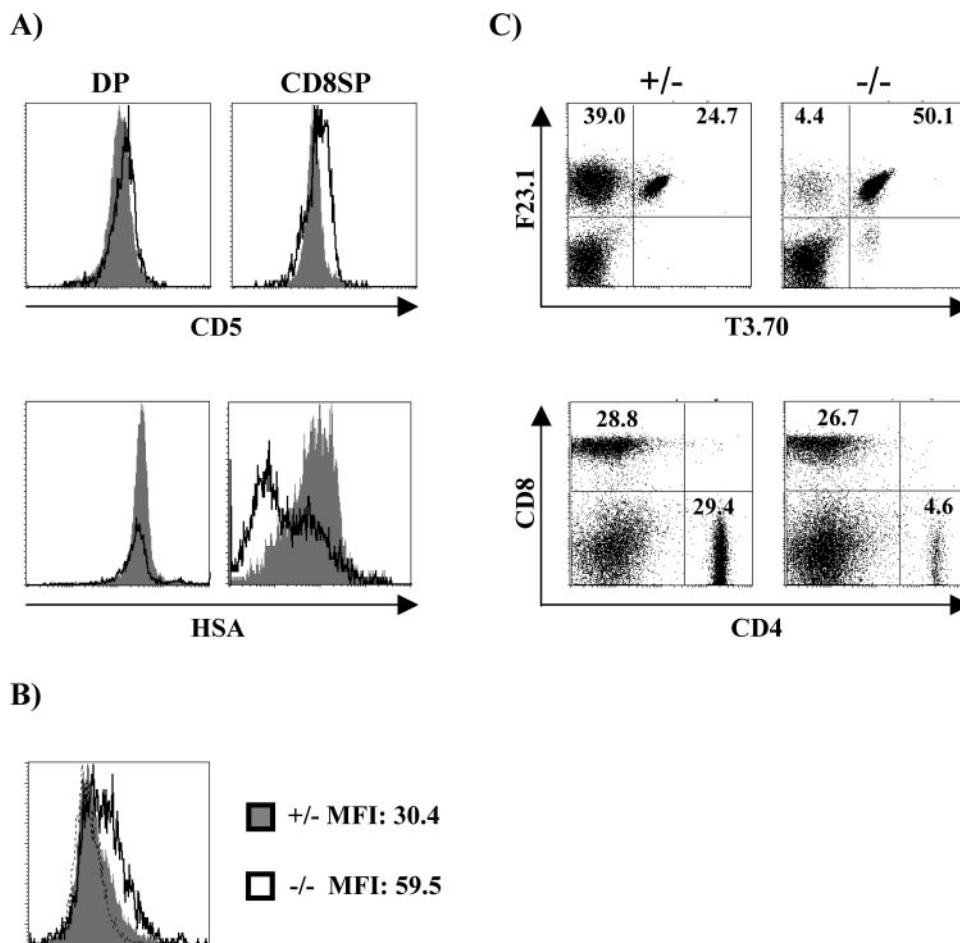 A)
DP
CD8SP
CD5
HSA
B)
+/- MFI: 30.4
-/- MFI: 59.5
C)
+/-
-/-
39.0
24.7
4.4
50.1
F23.1
T3.70
28.8
29.4
26.7
4.6
CD8
CD4